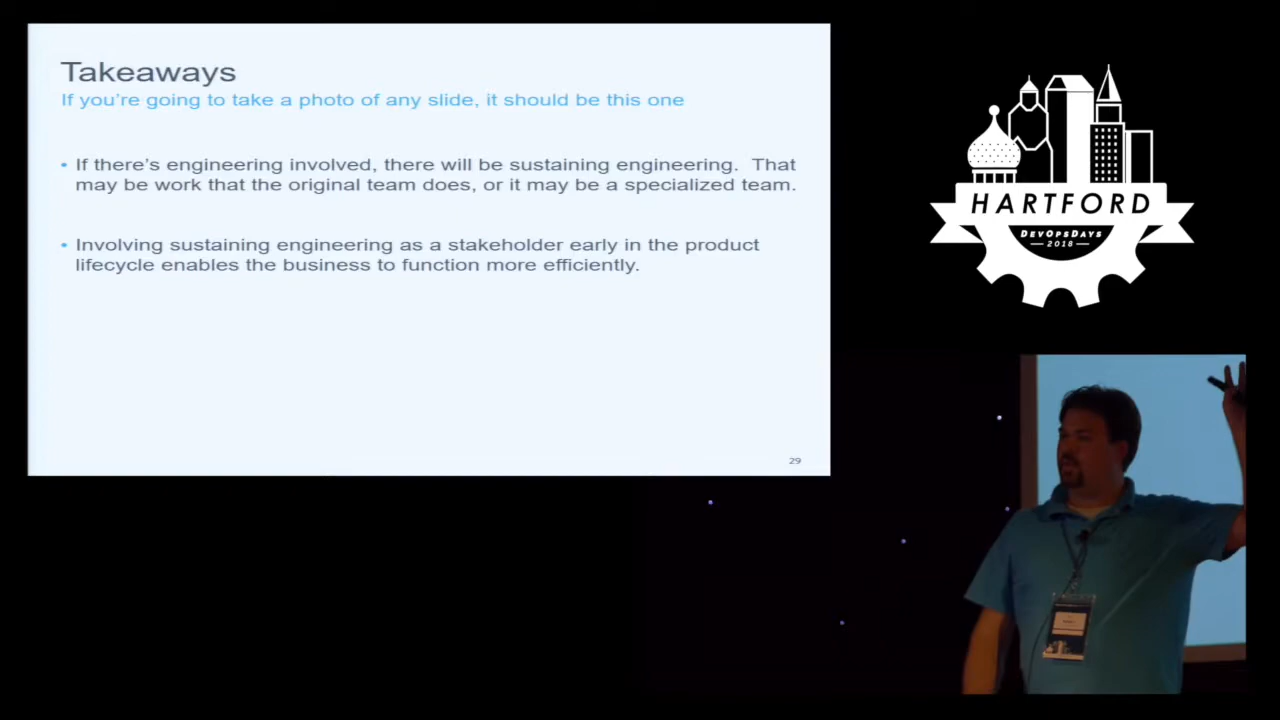 Takeaways
If you're going to take a photo of any slide, it should be this one
• If there's engineering involved, there will be sustaining engineering.  That
may be work that the original team does, or it may be a specialized team.
• Involving sustaining engineering as a stakeholder early in the product
lifecycle enables the business to function more efficiently.
29
HARTFORD
DEVOPSDAYS
2018